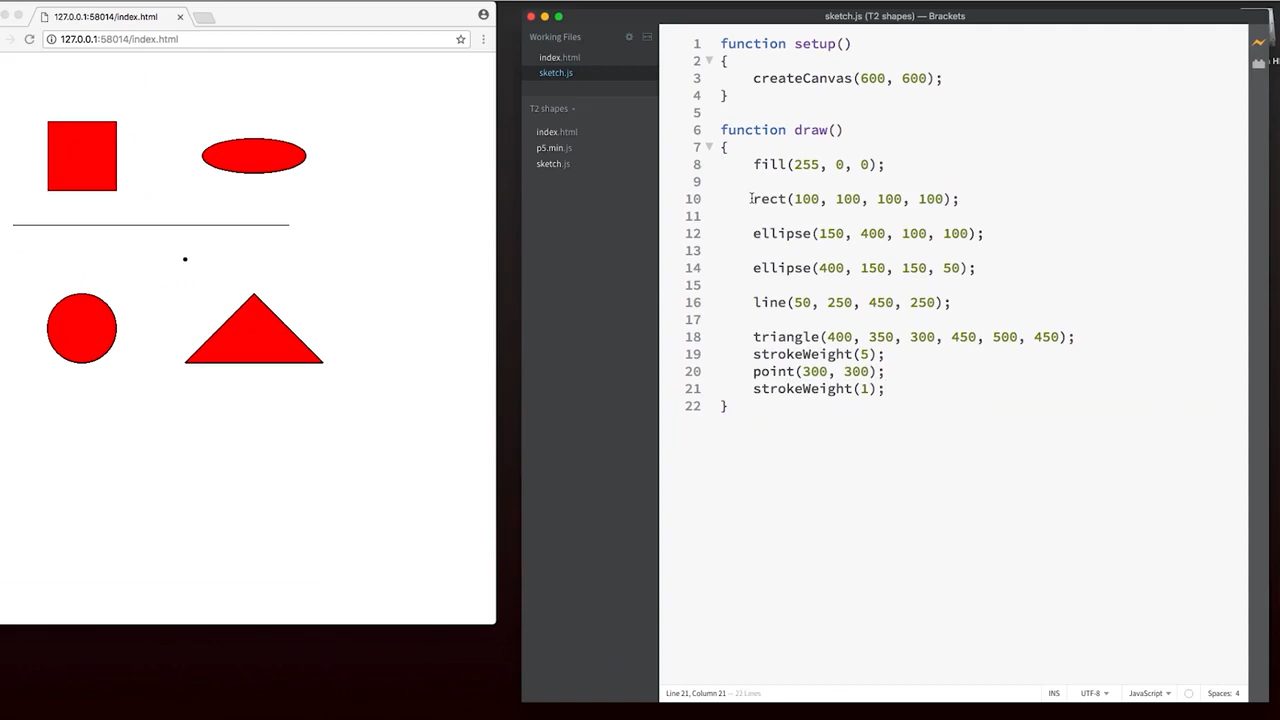 127.0.0.1:58014/index.html
127.0.0.1:58014/index.html
sketch.js (T2 shapes) — Brackets
Working Files
index.html
sketch.js
T2 shapes
index.html
p5.min.js
sketch.js
1 function setup()
2 {
3 createCanvas(600, 600);
4 }
5
6 function draw()
7 {
8 fill(255, 0, 0);
9
10 rect(100, 100, 100, 100);
11
12 ellipse(150, 400, 100, 100);
13
14 ellipse(400, 150, 150, 50);
15
16 line(50, 250, 450, 250);
17
18 triangle(400, 350, 300, 450, 500, 450);
19 strokeWeight(5);
20 point(300, 300);
21 strokeWeight(1);
22 }
Line 21, Column 21 — 22 Lines
INS UTF-8 JavaScript Spaces: 4